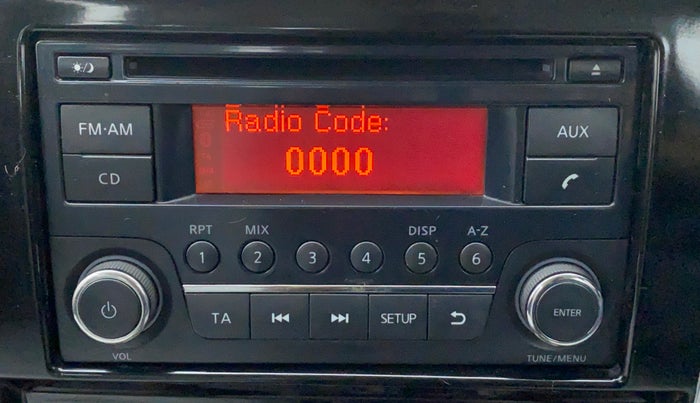 Radio Code:
0000
FM·AM
AUX
CD
RPT MIX DISP A-Z
1 2 3 4 5 6
TA SETUP ENTER
VOL TUNE/MENU